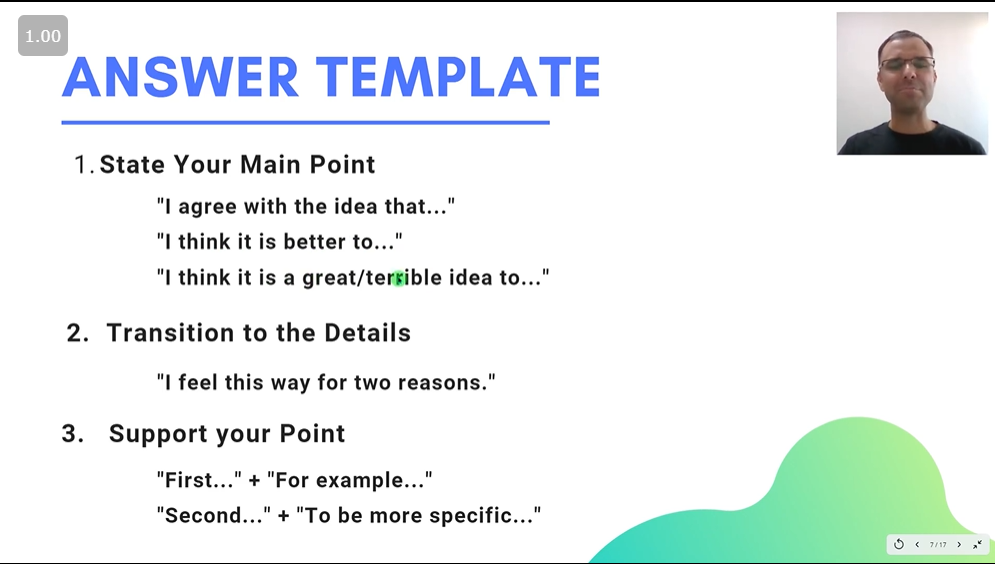 1.00
ANSWER TEMPLATE
1. State Your Main Point
"I agree with the idea that..."
"I think it is better to..."
"I think it is a great/terrible idea to..."
2. Transition to the Details
"I feel this way for two reasons."
3. Support your Point
"First..." + "For example..."
"Second..." + "To be more specific..."
7/17